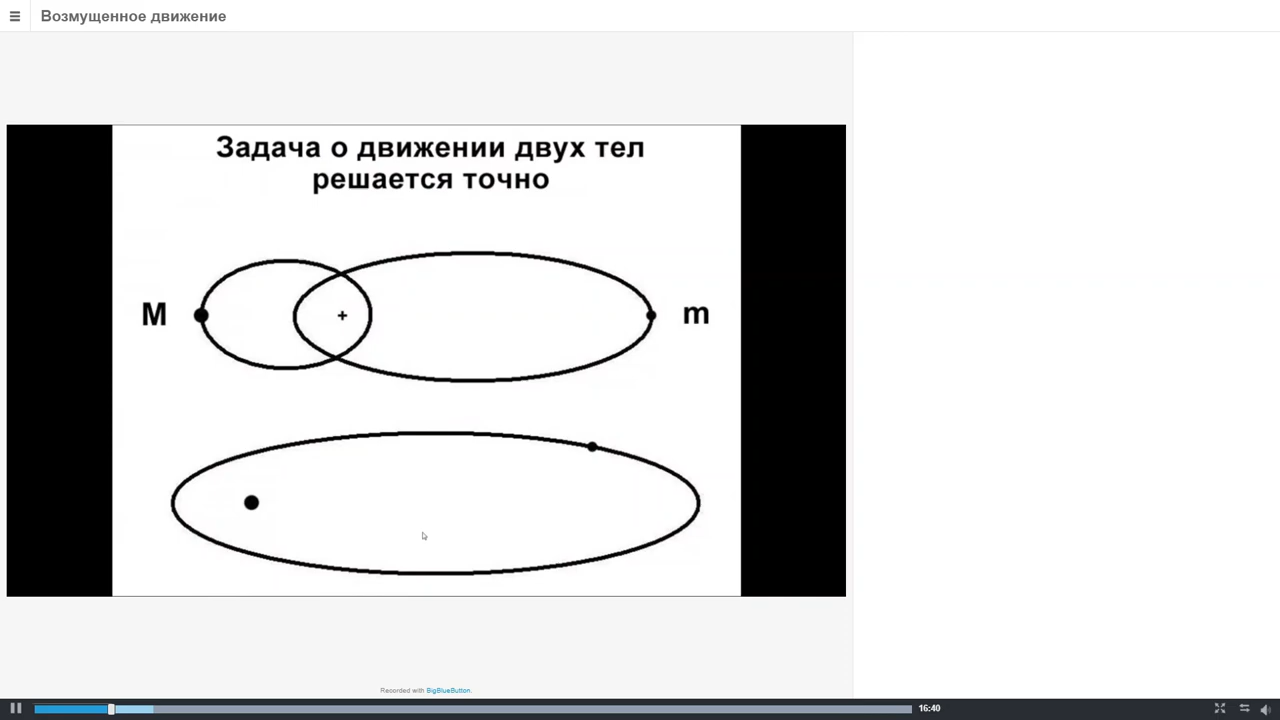 Возмущенное движение
Задача о движении двух тел
решается точно
M
m
Recorded with BigBlueButton.
16:40